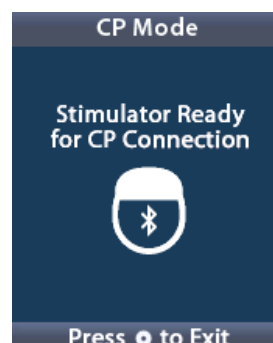 CP Mode
Stimulator Ready
for CP Connection
Press to Exit